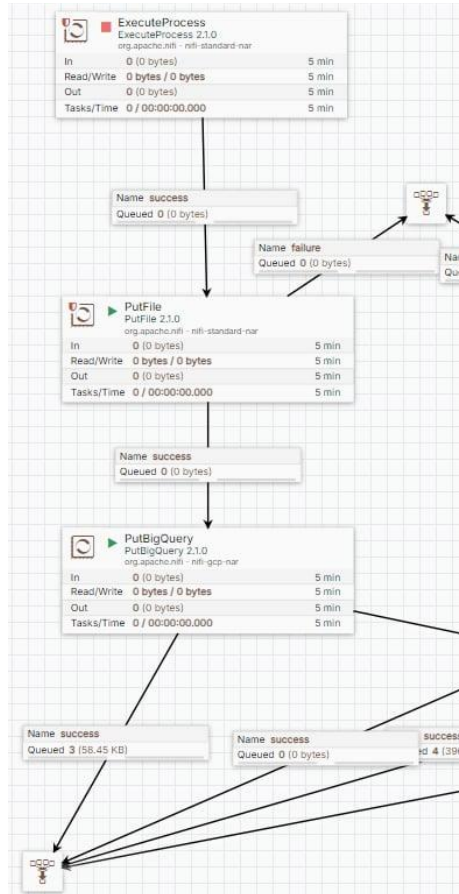 ExecuteProcess
ExecuteProcess 2.1.0
org.apache.nifi - nifi-standard-nar
In 0 (0 bytes) 5 min
Read/Write 0 bytes / 0 bytes 5 min
Out 0 (0 bytes) 5 min
Tasks/Time 0 / 00:00:00.000 5 min
Name success
Queued 0 (0 bytes)
Name failure
Queued 0 (0 bytes)
PutFile
PutFile 2.1.0
org.apache.nifi - nifi-standard-nar
In 0 (0 bytes) 5 min
Read/Write 0 bytes / 0 bytes 5 min
Out 0 (0 bytes) 5 min
Tasks/Time 0 / 00:00:00.000 5 min
Name success
Queued 0 (0 bytes)
PutBigQuery
PutBigQuery 2.1.0
org.apache.nifi - nifi-gcp-nar
In 0 (0 bytes) 5 min
Read/Write 0 bytes / 0 bytes 5 min
Out 0 (0 bytes) 5 min
Tasks/Time 0 / 00:00:00.000 5 min
Name success
Queued 3 (58.45 KB)
Name success
Queued 0 (0 bytes)
success
4